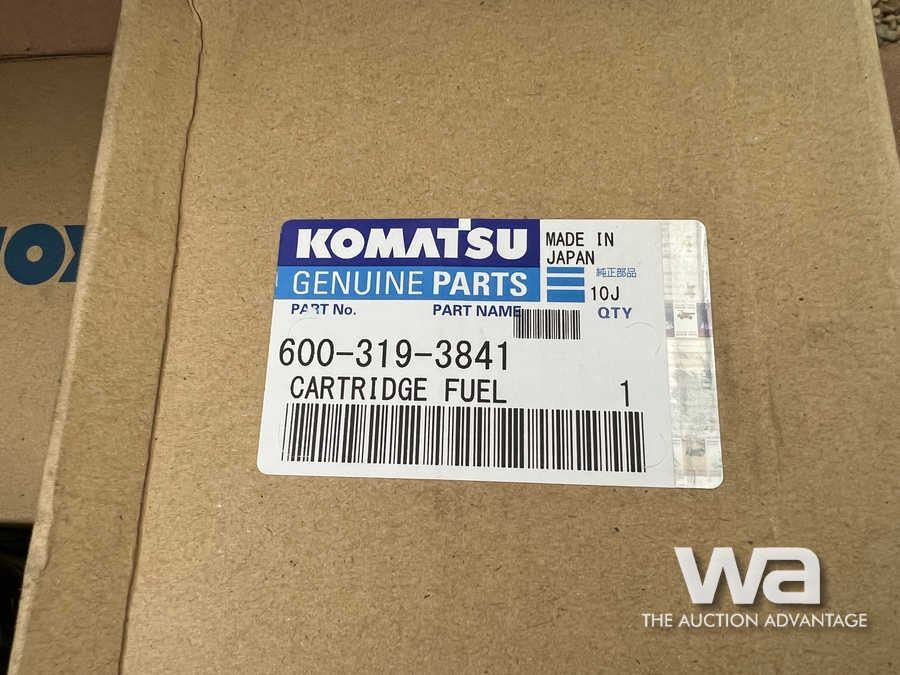 KOMATSU
MADE IN
JAPAN
GENUINE PARTS
純正部品
10J
PART No.
PART NAME
QTY
600-319-3841
CARTRIDGE FUEL
1
wa
THE AUCTION ADVANTAGE